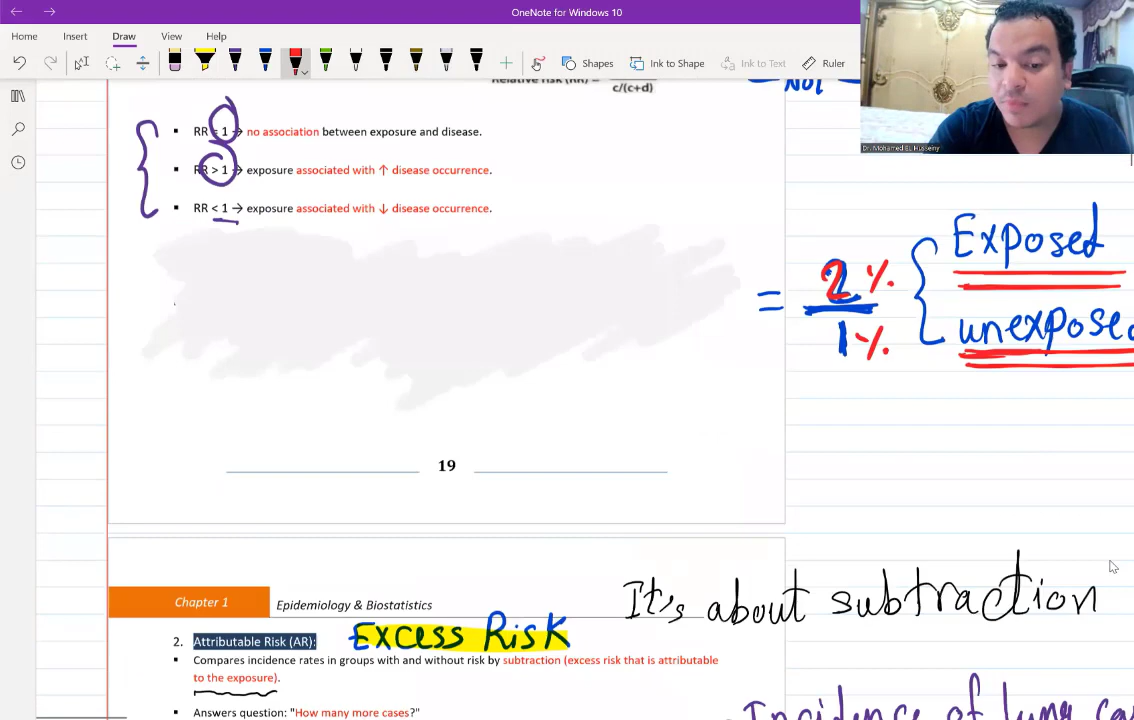 OneNote for Windows 10
Home Insert Draw View Help
Shapes Ink to Shape Ink to Text Ruler
Relative risk (RR) =
c/(c+d)
Not
Dr. Mohamed EL Husseiny
▪ RR = 1 → no association between exposure and disease.
▪ RR > 1 → exposure associated with ↑ disease occurrence.
▪ RR < 1 → exposure associated with ↓ disease occurrence.
= 2% / 1%
Exposed
unexposed
19
Chapter 1 Epidemiology & Biostatistics
It's about subtraction
2. Attributable Risk (AR): Excess Risk
▪ Compares incidence rates in groups with and without risk by subtraction (excess risk that is attributable
to the exposure).
▪ Answers question: "How many more cases?"
Incidence of lung ca